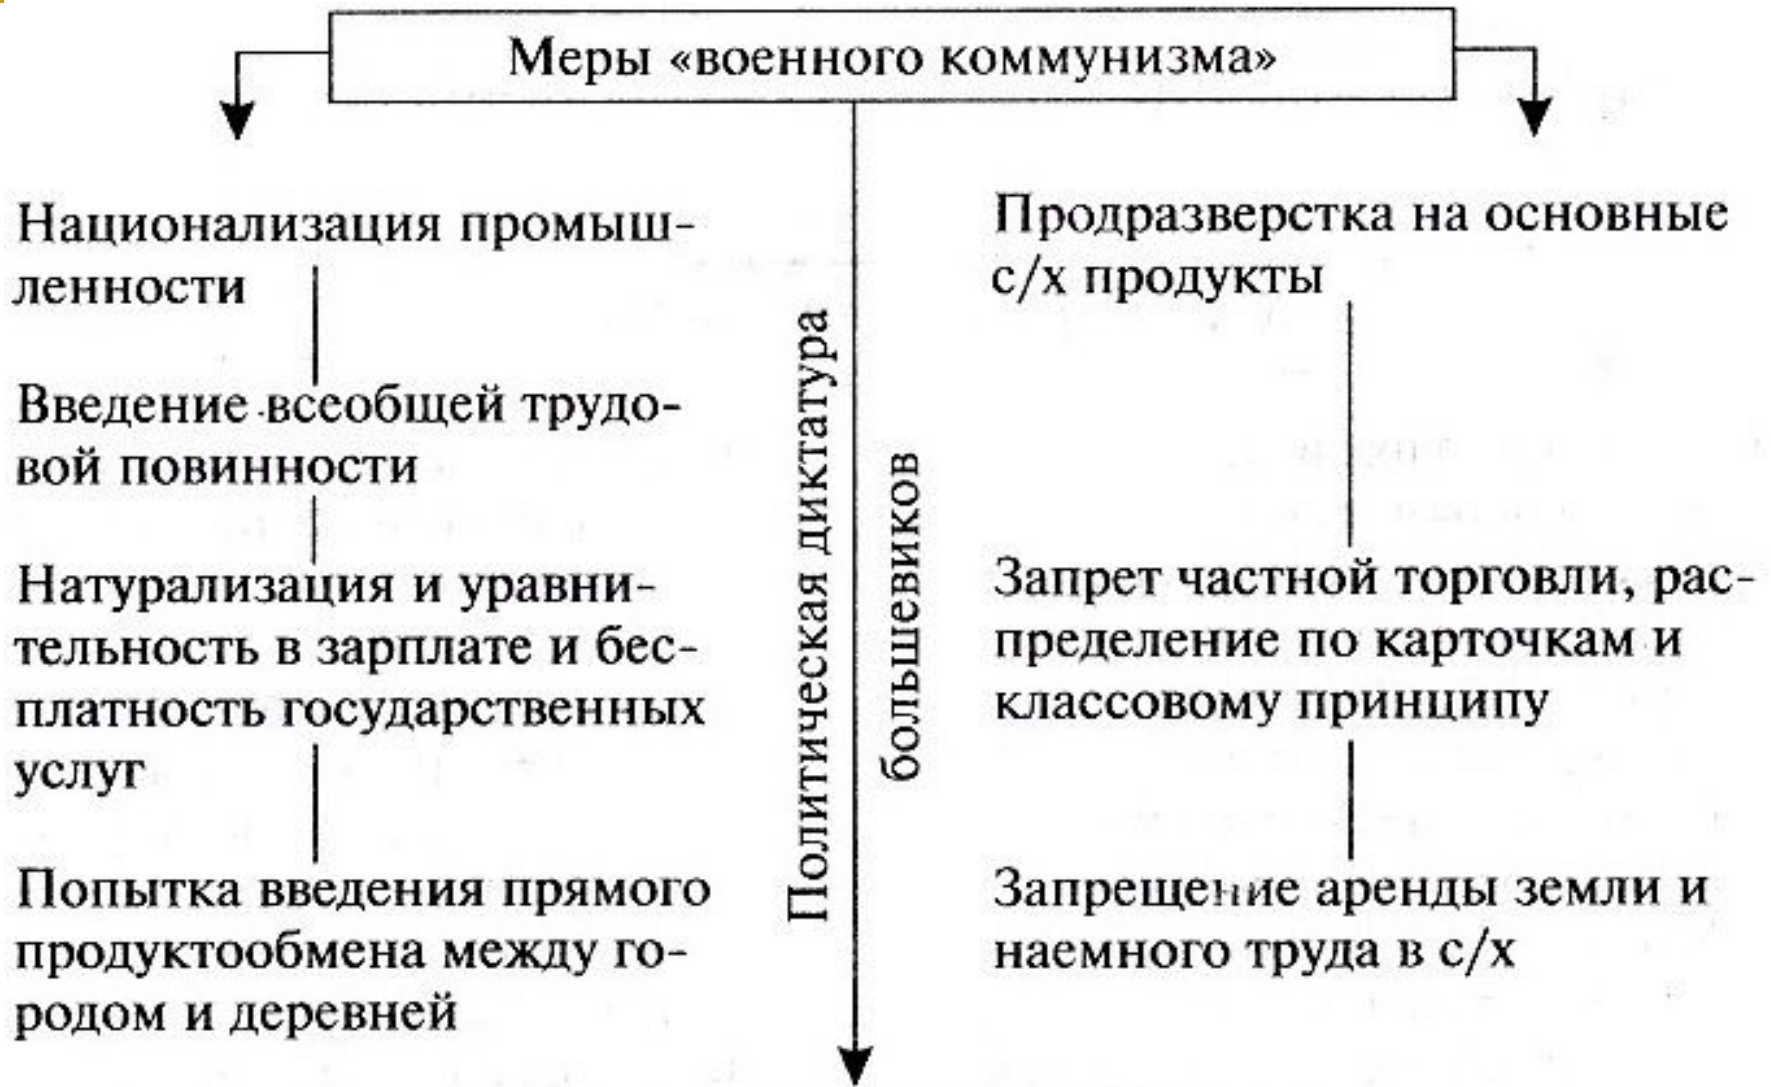 Меры «военного коммунизма»
Национализация промыш-
ленности
Введение всеобщей трудо-
вой повинности
Натурализация и уравни-
тельность в зарплате и бес-
платность государственных
услуг
Попытка введения прямого
продуктообмена между го-
родом и деревней
Политическая диктатура
большевиков
Продразверстка на основные
с/х продукты
Запрет частной торговли, рас-
пределение по карточкам и
классовому принципу
Запрещение аренды земли и
наемного труда в с/х